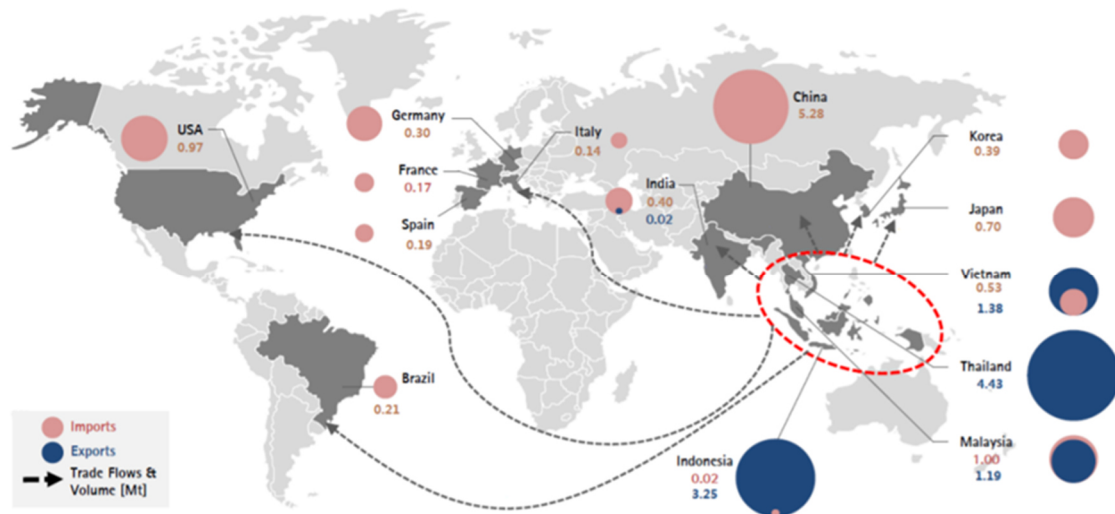 USA
0.97
Germany
0.30
France
0.17
Spain
0.19
Italy
0.14
India
0.40
0.02
China
5.28
Korea
0.39
Japan
0.70
Vietnam
0.53
1.38
Thailand
4.43
Malaysia
1.00
1.19
Indonesia
0.02
3.25
Brazil
0.21
Imports
Exports
Trade Flows &
Volume [Mt]